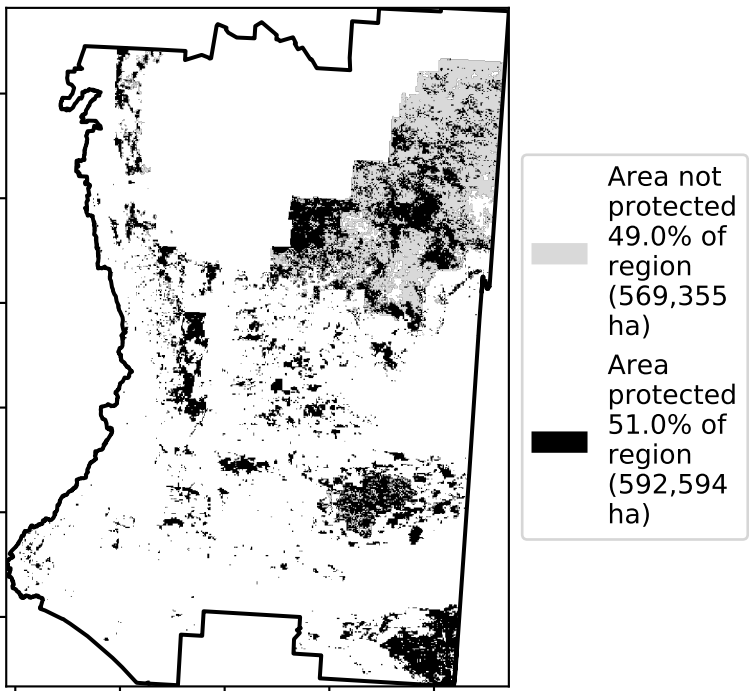 Area not
protected
49.0% of
region
(569,355
ha)
Area
protected
51.0% of
region
(592,594
ha)